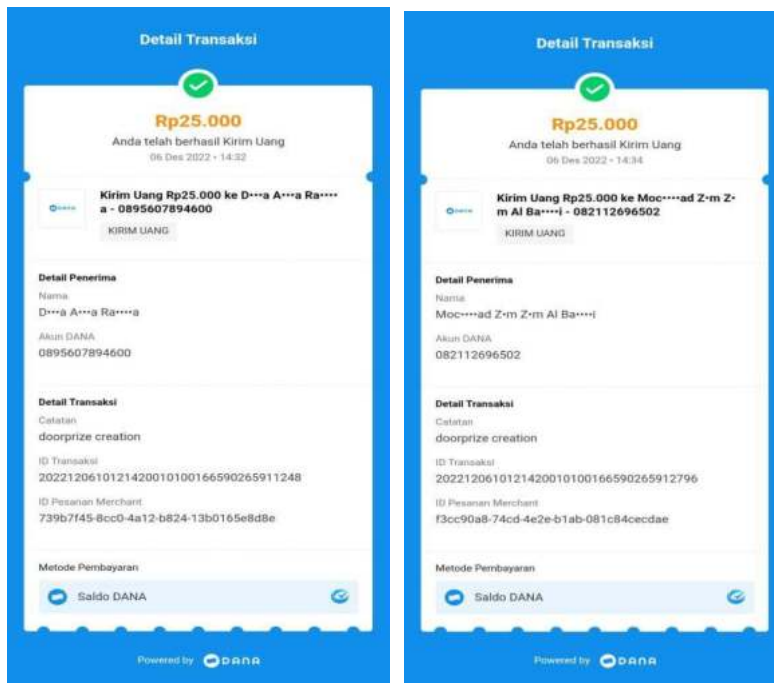 Detail Transaksi
Rp25.000
Anda telah berhasil Kirim Uang
06 Des 2022 • 14:32
DANA
Kirim Uang Rp25.000 ke D•••a A•••a Ra••••
a - 0895607894600
KIRIM UANG
Detail Penerima
Nama
D•••a A•••a Ra••••a
Akun DANA
0895607894600
Detail Transaksi
Catatan
doorprize creation
ID Transaksi
20221206101214200101001665902659112​48
ID Pesanan Merchant
739b7f45-8cc0-4a12-b824-13b0165e8d8e
Metode Pembayaran
Saldo DANA
Powered by DANA
Detail Transaksi
Rp25.000
Anda telah berhasil Kirim Uang
06 Des 2022 • 14:34
DANA
Kirim Uang Rp25.000 ke Moc••••ad Z•m Z•
m Al Ba••••i - 082112696502
KIRIM UANG
Detail Penerima
Nama
Moc••••ad Z•m Z•m Al Ba••••i
Akun DANA
082112696502
Detail Transaksi
Catatan
doorprize creation
ID Transaksi
2022120610121420010100166590265912796
ID Pesanan Merchant
f3cc90a8-74cd-4e2e-b1ab-081c84cecdae
Metode Pembayaran
Saldo DANA
Powered by DANA